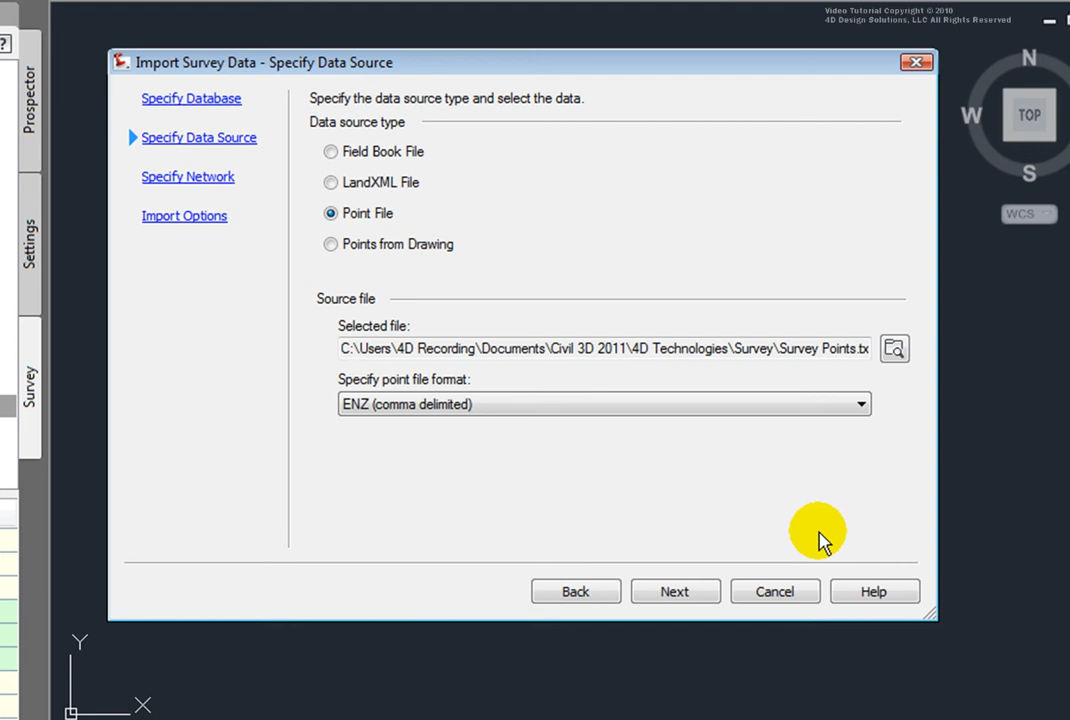 Video Tutorial Copyright © 2010
4D Design Solutions, LLC All Rights Reserved
?
Prospector
Settings
Survey
Import Survey Data - Specify Data Source
Specify Database
Specify Data Source
Specify Network
Import Options
Specify the data source type and select the data.
Data source type
Field Book File
LandXML File
Point File
Points from Drawing
Source file
Selected file:
C:\Users\4D Recording\Documents\Civil 3D 2011\4D Technologies\Survey\Survey Points.tx
Specify point file format:
ENZ (comma delimited)
Back
Next
Cancel
Help
N
W
TOP
S
WCS
Y
X